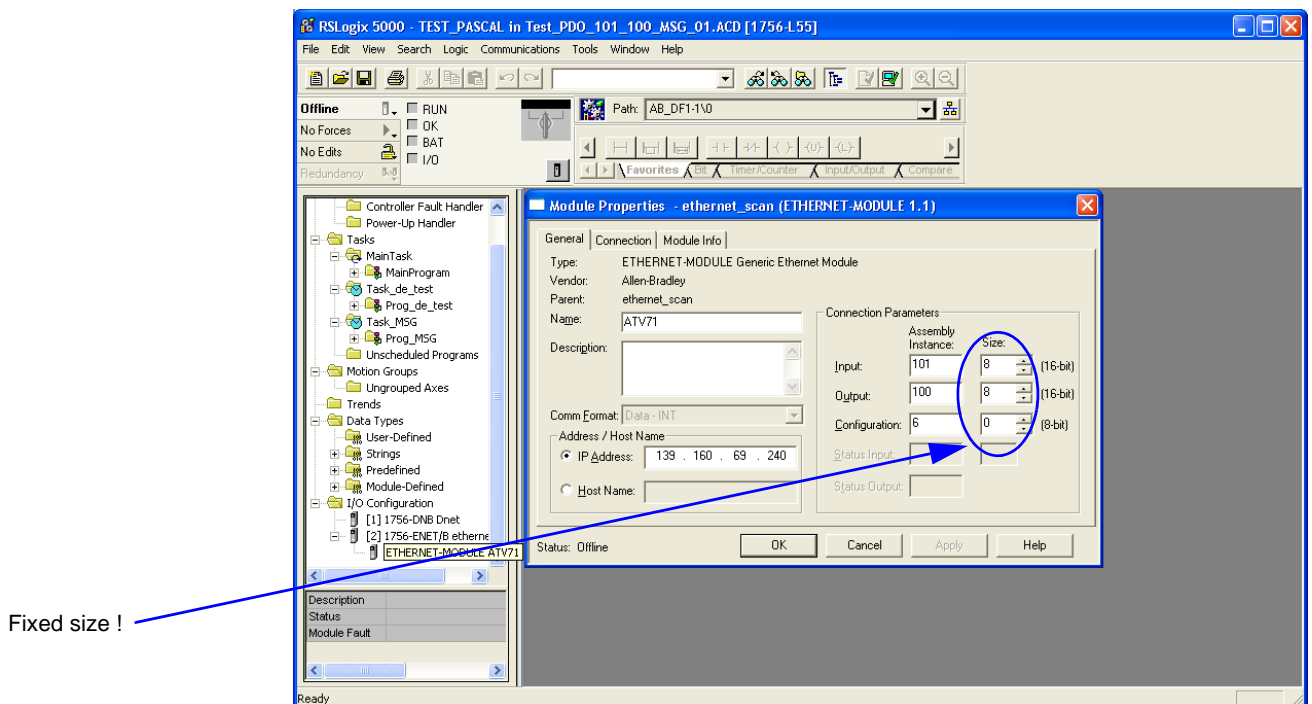 RSLogix 5000 - TEST_PASCAL in Test_PDO_101_100_MSG_01.ACD [1756-L55]
File Edit View Search Logic Communications Tools Window Help
Offline
RUN
No Forces
OK
No Edits
BAT
Redundancy
I/O
Path: AB_DF1-1\0
Favorites Bit Timer/Counter Input/Output Compare
Controller Fault Handler
Power-Up Handler
Tasks
MainTask
MainProgram
Task_de_test
Prog_de_test
Task_MSG
Prog_MSG
Unscheduled Programs
Motion Groups
Ungrouped Axes
Trends
Data Types
User-Defined
Strings
Predefined
Module-Defined
I/O Configuration
[1] 1756-DNB Dnet
[2] 1756-ENET/B etherne
ETHERNET-MODULE ATV71
Description
Status
Module Fault
Module Properties - ethernet_scan (ETHERNET-MODULE 1.1)
General Connection Module Info
Type: ETHERNET-MODULE Generic Ethernet Module
Vendor: Allen-Bradley
Parent: ethernet_scan
Name: ATV71
Description:
Comm Format: Data - INT
Address / Host Name
IP Address: 139 . 160 . 69 . 240
Host Name:
Connection Parameters
Assembly
Instance: Size:
Input: 101 8 (16-bit)
Output: 100 8 (16-bit)
Configuration: 6 0 (8-bit)
Status Input:
Status Output:
Status: Offline
OK Cancel Apply Help
Fixed size !
Ready